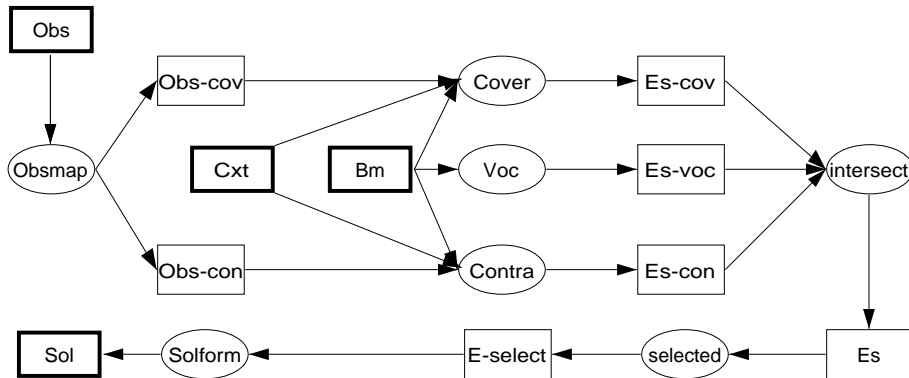 Obs
Obs-cov
Cover
Es-cov
Obsmap
Cxt
Bm
Voc
Es-voc
intersect
Obs-con
Contra
Es-con
Sol
Solform
E-select
selected
Es